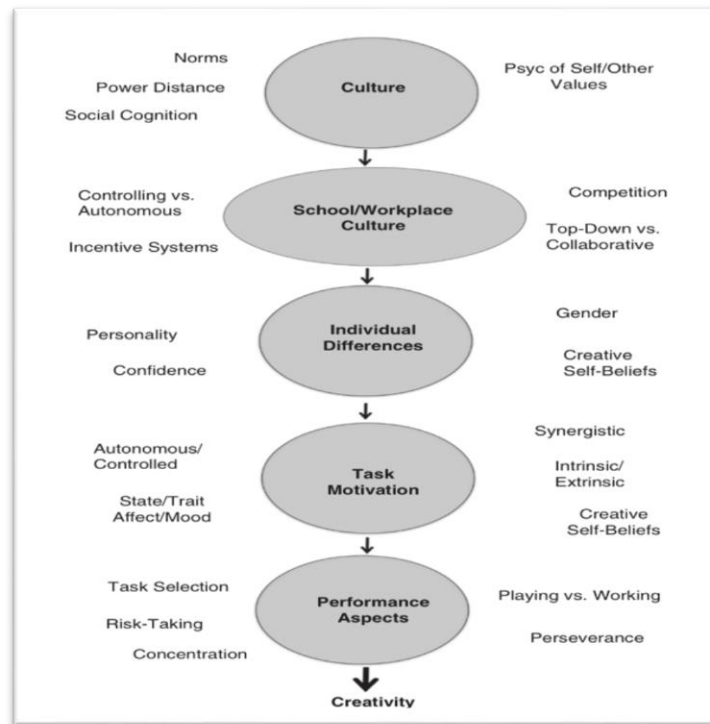 Norms
Power Distance
Social Cognition
Culture
Psyc of Self/Other
Values
Controlling vs.
Autonomous
Incentive Systems
School/Workplace
Culture
Competition
Top-Down vs.
Collaborative
Personality
Confidence
Individual
Differences
Gender
Creative
Self-Beliefs
Autonomous/
Controlled
State/Trait
Affect/Mood
Task
Motivation
Synergistic
Intrinsic/
Extrinsic
Creative
Self-Beliefs
Task Selection
Risk-Taking
Concentration
Performance
Aspects
Playing vs. Working
Perseverance
Creativity